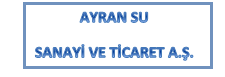 AYRAN SU
SANAYİ VE TİCARET A.Ş.